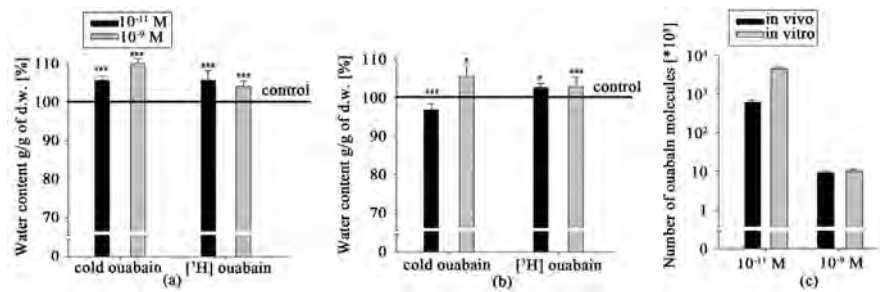 10⁻¹¹ M
10⁻⁹ M
Water content g/g of d.w. [%]
110
100
90
80
70
0
***
***
***
***
control
cold ouabain
[³H] ouabain
(a)
Water content g/g of d.w. [%]
110
100
90
80
70
0
***
*
*
***
control
cold ouabain
[³H] ouabain
(b)
in vivo
in vitro
Number of ouabain molecules [*10³]
10⁴
10³
10²
10
1
0
10⁻¹¹ M
10⁻⁹ M
(c)